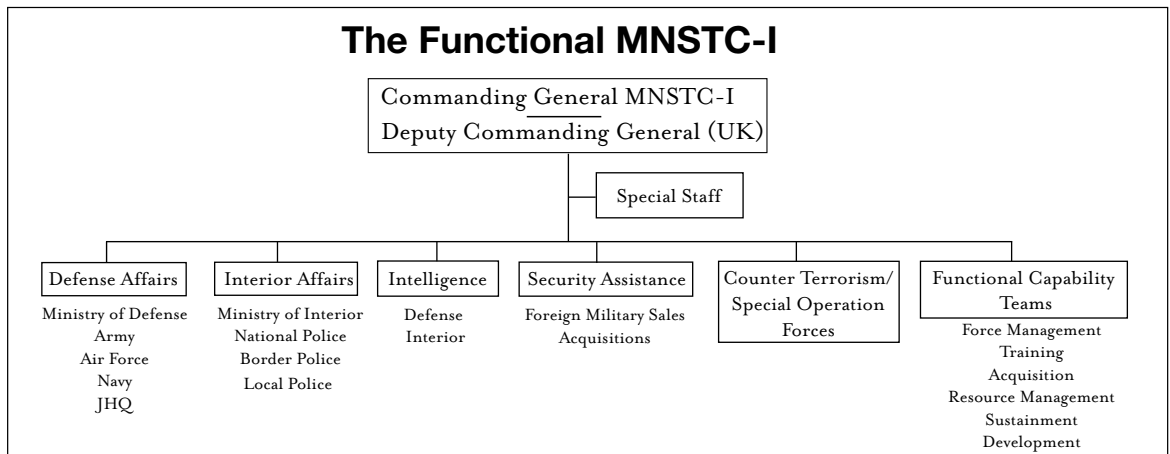 The Functional MNSTC-I
Commanding General MNSTC-I
Deputy Commanding General (UK)
Special Staff
Defense Affairs
Ministry of Defense
Army
Air Force
Navy
JHQ
Interior Affairs
Ministry of Interior
National Police
Border Police
Local Police
Intelligence
Defense
Interior
Security Assistance
Foreign Military Sales
Acquisitions
Counter Terrorism/
Special Operation
Forces
Functional Capability
Teams
Force Management
Training
Acquisition
Resource Management
Sustainment
Development